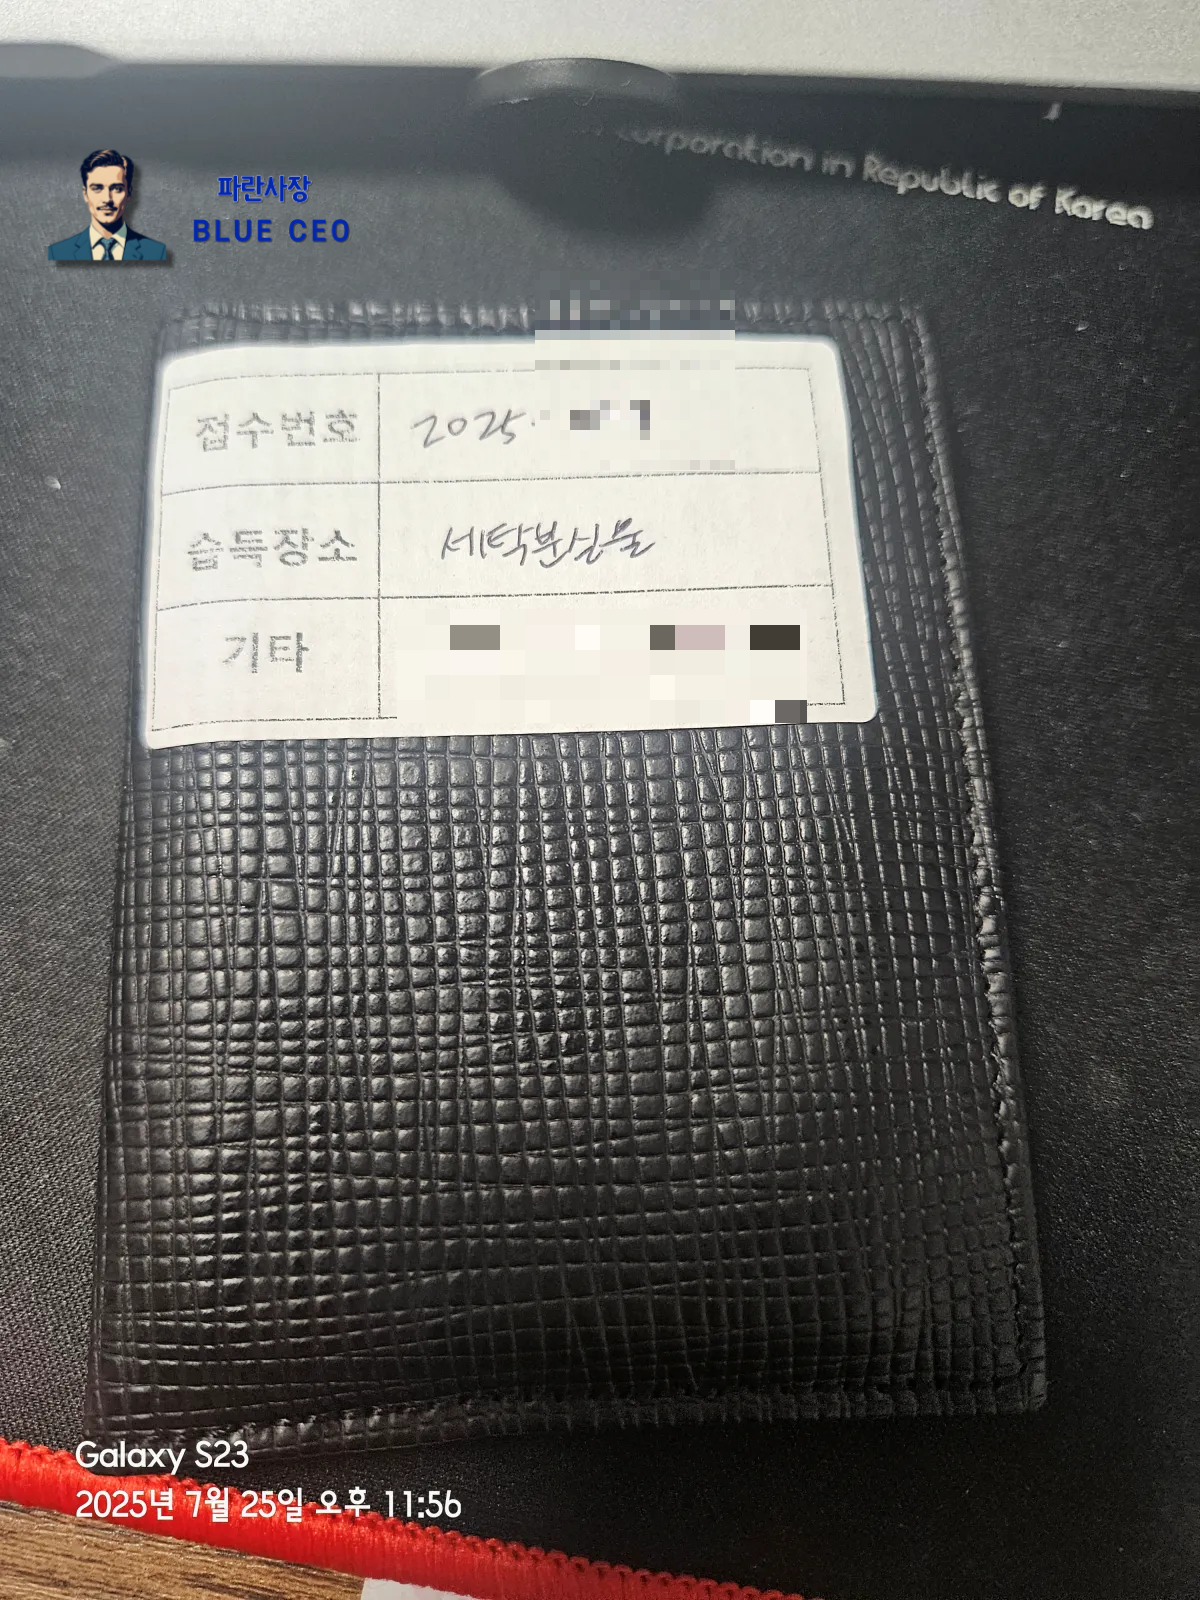 corporation in Republic of Korea
파란사장
BLUE CEO
접수번호 2025.
습득장소 세탁분실물
기타
Galaxy S23
2025년 7월 25일 오후 11:56